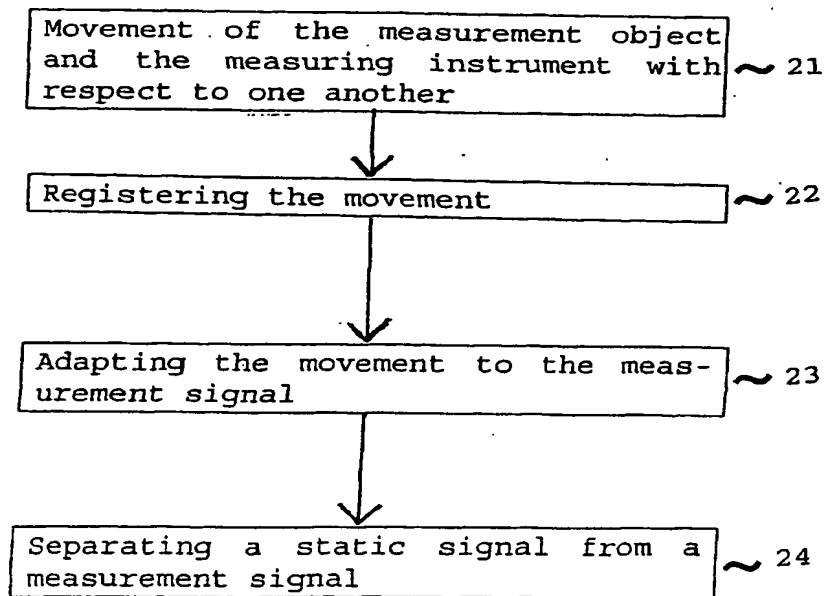 Movement of the measurement object
and the measuring instrument with
respect to one another
21
Registering the movement
22
Adapting the movement to the meas-
urement signal
23
Separating a static signal from a
measurement signal
24